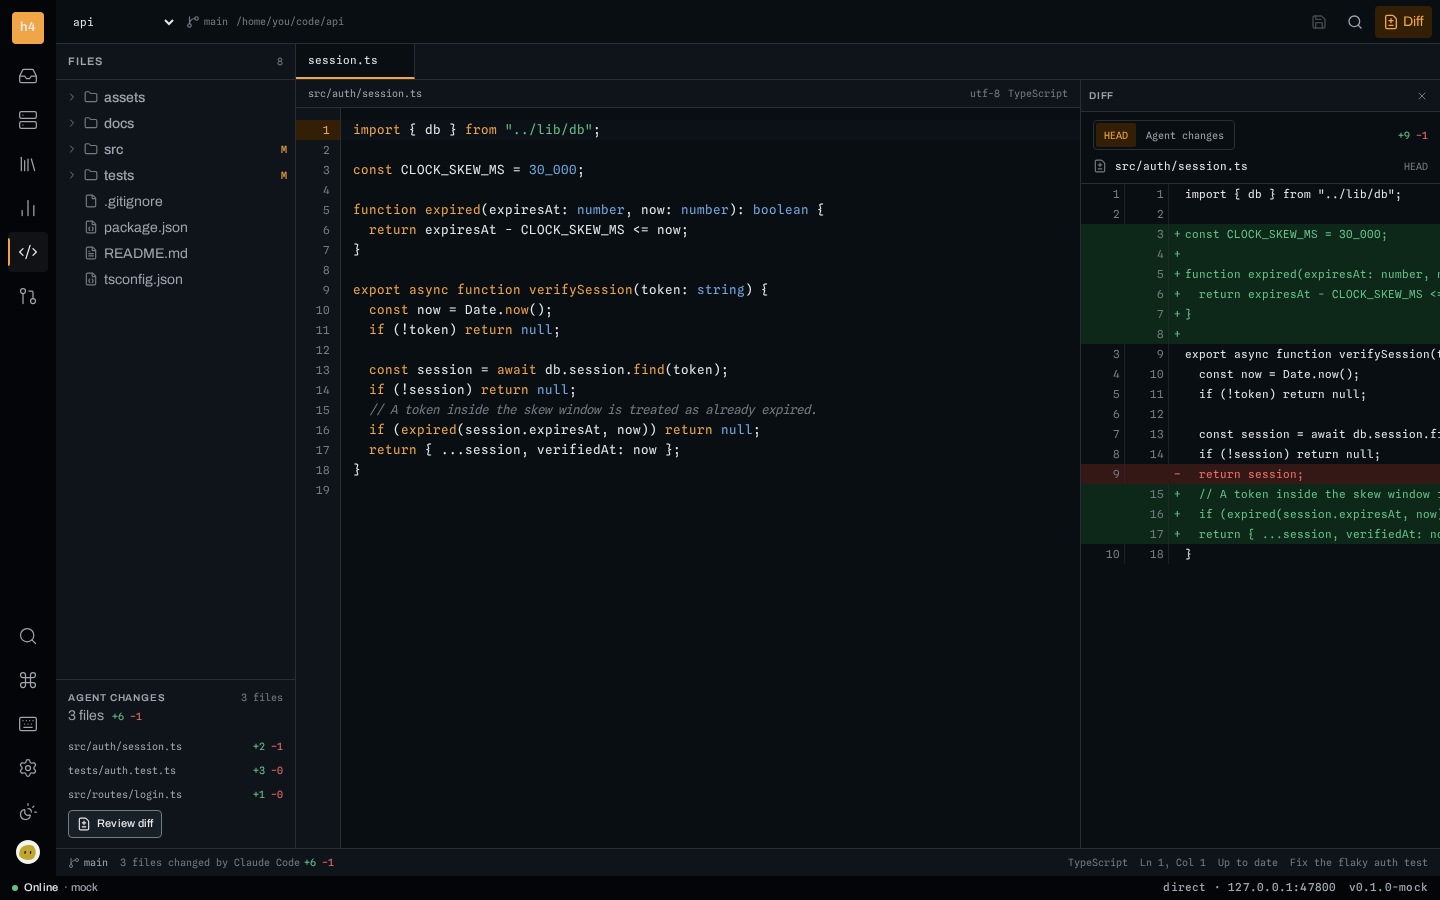 h4
api
main /home/you/code/api
Diff
FILES 8
assets
docs
src M
tests M
.gitignore
package.json
README.md
tsconfig.json
AGENT CHANGES 3 files
3 files +6 −1
src/auth/session.ts +2 −1
tests/auth.test.ts +3 −0
src/routes/login.ts +1 −0
Review diff
session.ts
src/auth/session.ts utf-8 TypeScript
1 import { db } from "../lib/db";
2
3 const CLOCK_SKEW_MS = 30_000;
4
5 function expired(expiresAt: number, now: number): boolean {
6   return expiresAt - CLOCK_SKEW_MS <= now;
7 }
8
9 export async function verifySession(token: string) {
10   const now = Date.now();
11   if (!token) return null;
12
13   const session = await db.session.find(token);
14   if (!session) return null;
15   // A token inside the skew window is treated as already expired.
16   if (expired(session.expiresAt, now)) return null;
17   return { ...session, verifiedAt: now };
18 }
19
DIFF
HEAD Agent changes +9 −1
src/auth/session.ts HEAD
1 1 import { db } from "../lib/db";
2 2
3 + const CLOCK_SKEW_MS = 30_000;
4 +
5 + function expired(expiresAt: number,
6 +   return expiresAt - CLOCK_SKEW_MS <=
7 + }
8 +
3 9 export async function verifySession(
4 10   const now = Date.now();
5 11   if (!token) return null;
6 12
7 13   const session = await db.session.
8 14   if (!session) return null;
9 −   return session;
15 +   // A token inside the skew window
16 +   if (expired(session.expiresAt, now
17 +   return { ...session, verifiedAt:
10 18 }
main 3 files changed by Claude Code +6 −1
TypeScript Ln 1, Col 1 Up to date Fix the flaky auth test
Online · mock
direct · 127.0.0.1:47800 v0.1.0-mock